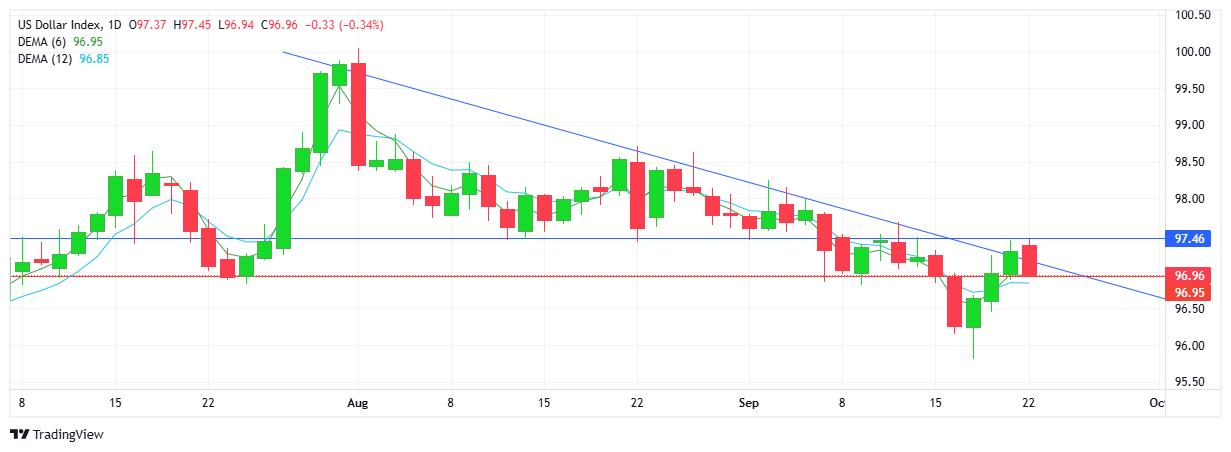 US Dollar Index, 1D O97.37 H97.45 L96.94 C96.96 −0.33 (−0.34%)
DEMA (6) 96.95
DEMA (12) 96.85
100.50
100.00
99.50
99.00
98.50
98.00
97.46
96.96
96.95
96.50
96.00
95.50
8 15 22 Aug 8 15 22 Sep 8 15 22 Oc
TradingView